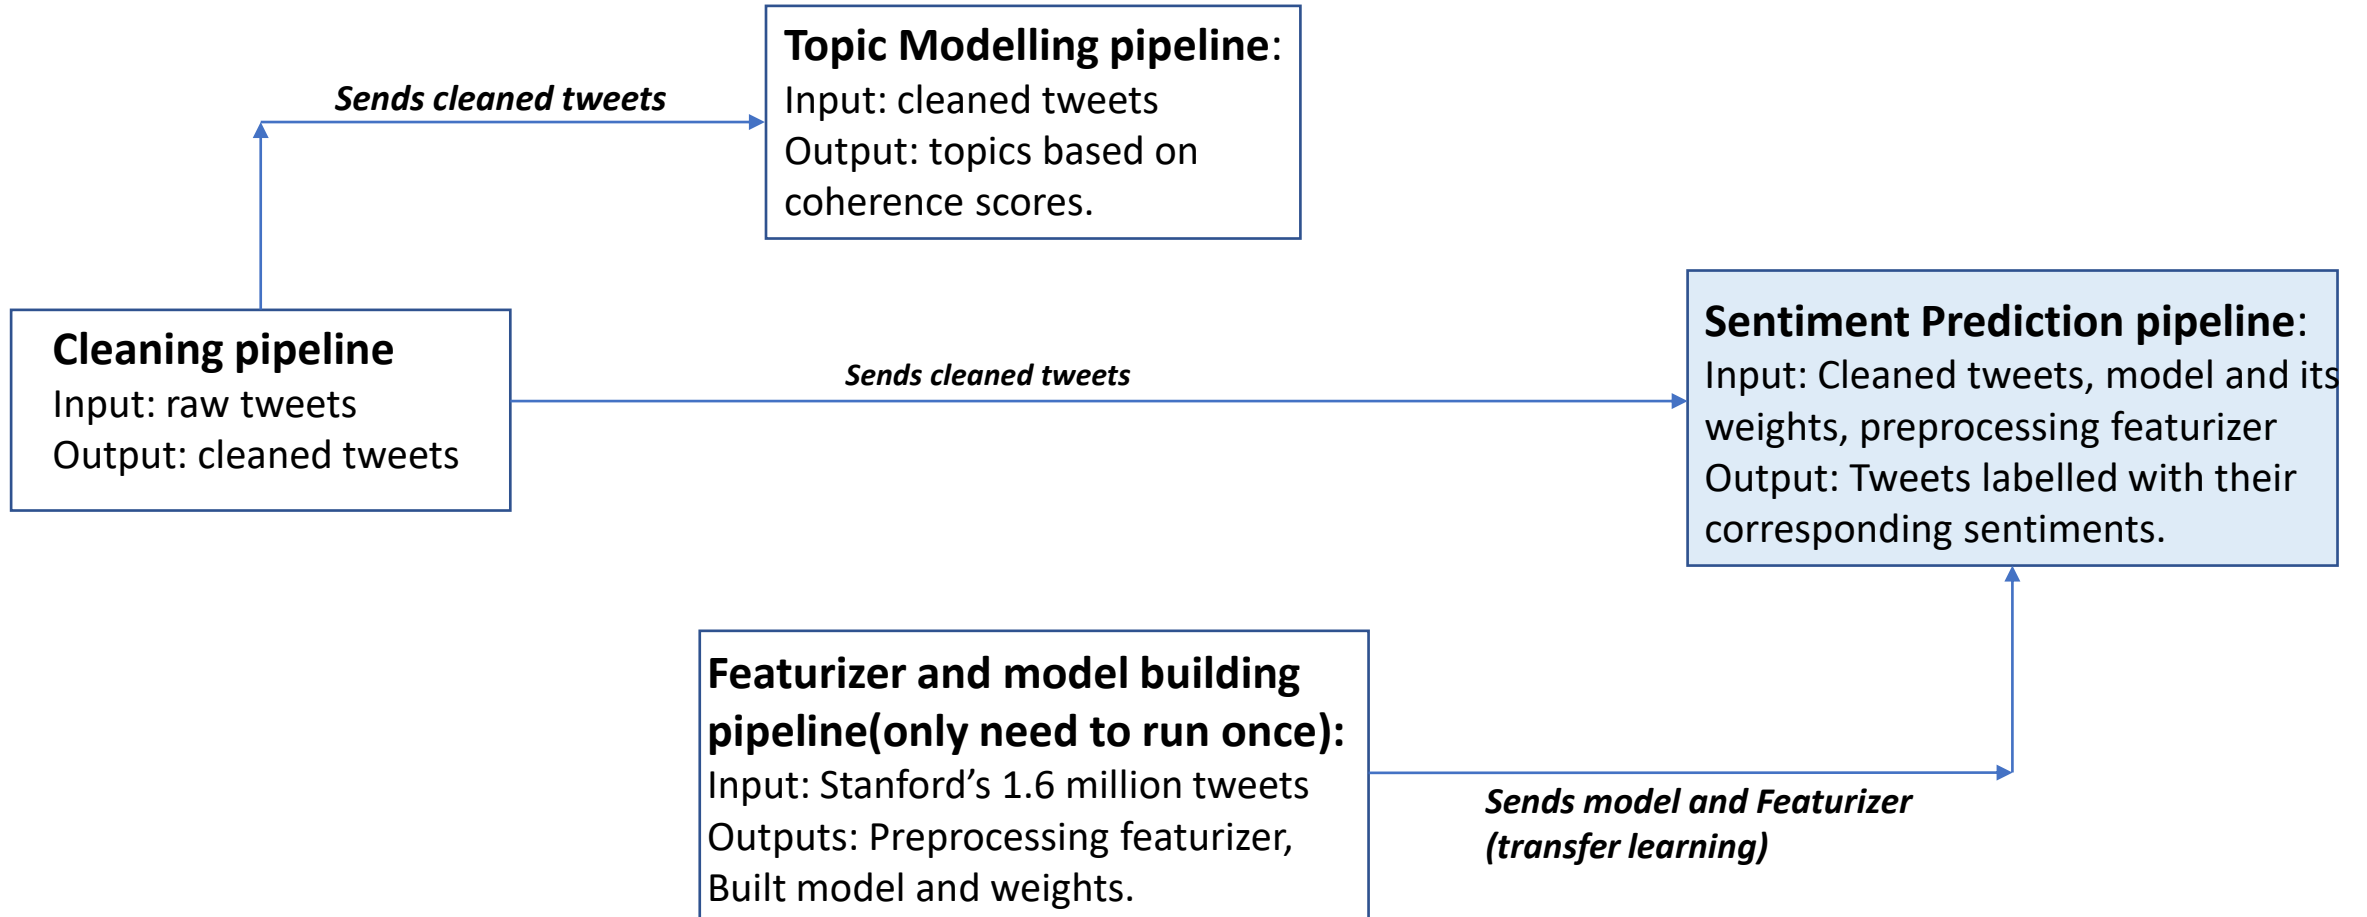 Topic Modelling pipeline:
Input: cleaned tweets
Output: topics based on
coherence scores.
Sends cleaned tweets
Cleaning pipeline
Input: raw tweets
Output: cleaned tweets
Sends cleaned tweets
Sentiment Prediction pipeline:
Input: Cleaned tweets, model and its
weights, preprocessing featurizer
Output: Tweets labelled with their
corresponding sentiments.
Featurizer and model building
pipeline(only need to run once):
Input: Stanford’s 1.6 million tweets
Outputs: Preprocessing featurizer,
Built model and weights.
Sends model and Featurizer
(transfer learning)